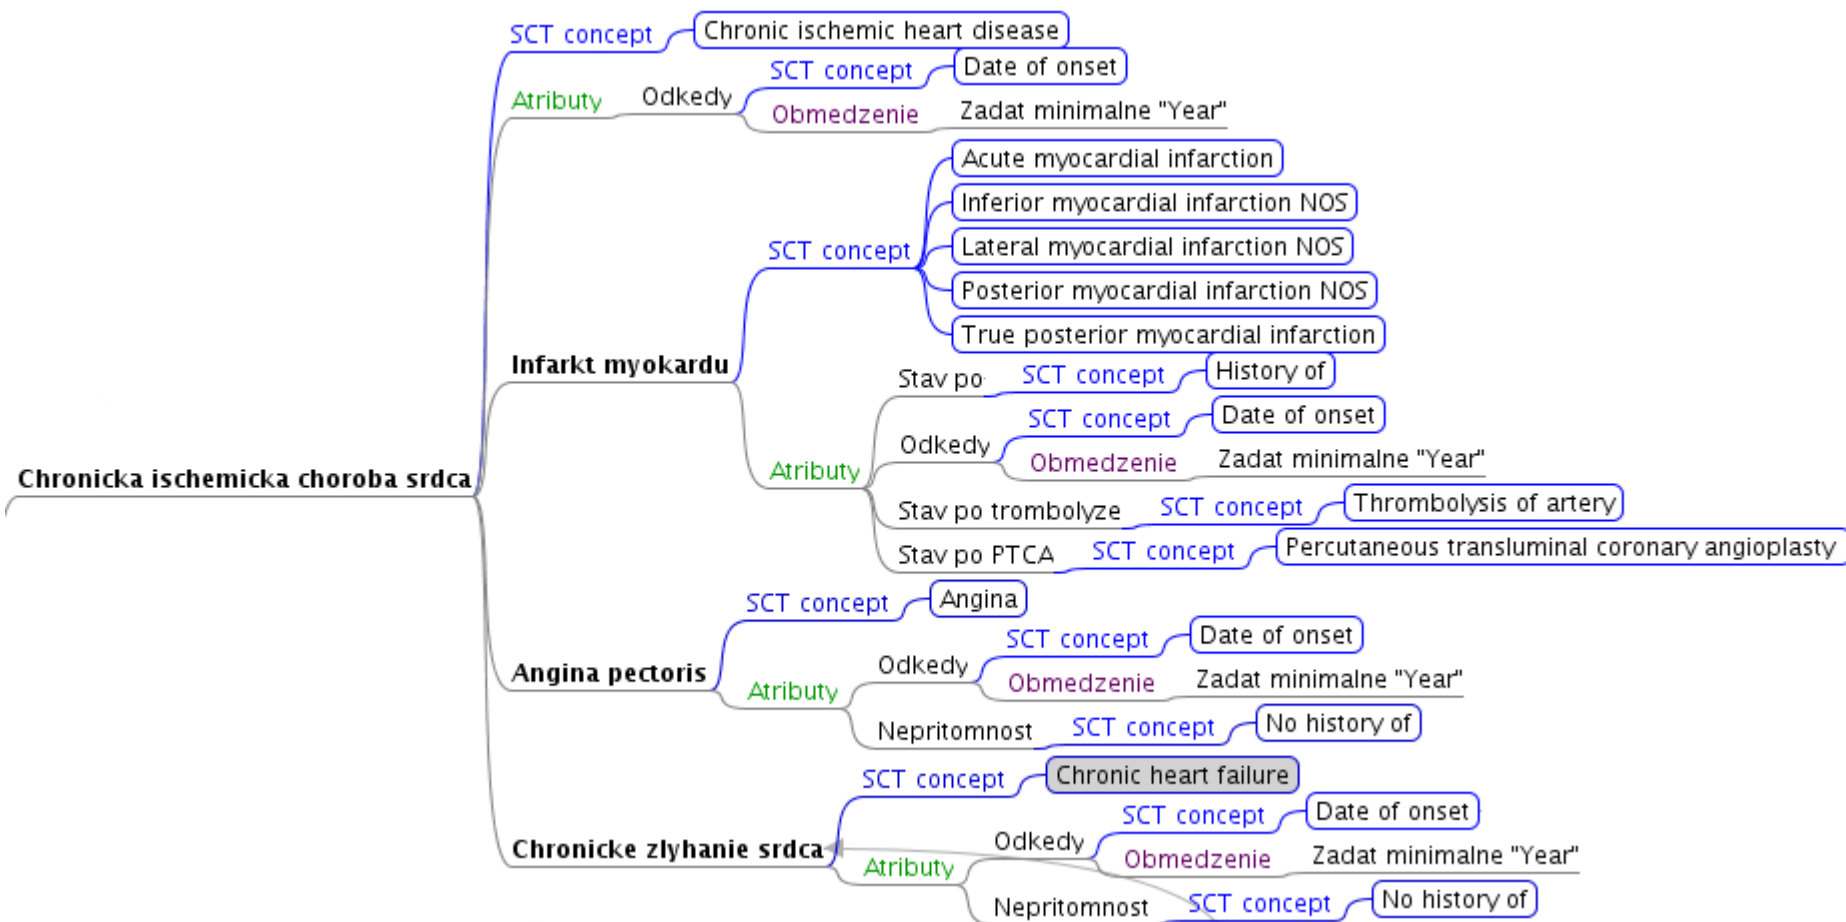 SCT concept Chronic ischemic heart disease
SCT concept Date of onset
Atributy Odkedy
Obmedzenie Zadat minimalne "Year"
Acute myocardial infarction
Inferior myocardial infarction NOS
SCT concept Lateral myocardial infarction NOS
Posterior myocardial infarction NOS
True posterior myocardial infarction
Infarkt myokardu
Stav po SCT concept History of
SCT concept Date of onset
Odkedy
Obmedzenie Zadat minimalne "Year"
Atributy
Chronicka ischemicka choroba srdca
Stav po trombolyze SCT concept Thrombolysis of artery
Stav po PTCA SCT concept Percutaneous transluminal coronary angioplasty
SCT concept Angina
SCT concept Date of onset
Odkedy
Angina pectoris
Obmedzenie Zadat minimalne "Year"
Atributy
Nepritomnost SCT concept No history of
SCT concept Chronic heart failure
SCT concept Date of onset
Odkedy
Chronicke zlyhanie srdca
Obmedzenie Zadat minimalne "Year"
Atributy
Nepritomnost SCT concept No history of